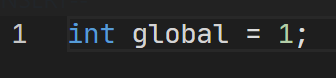 1 int global = 1;